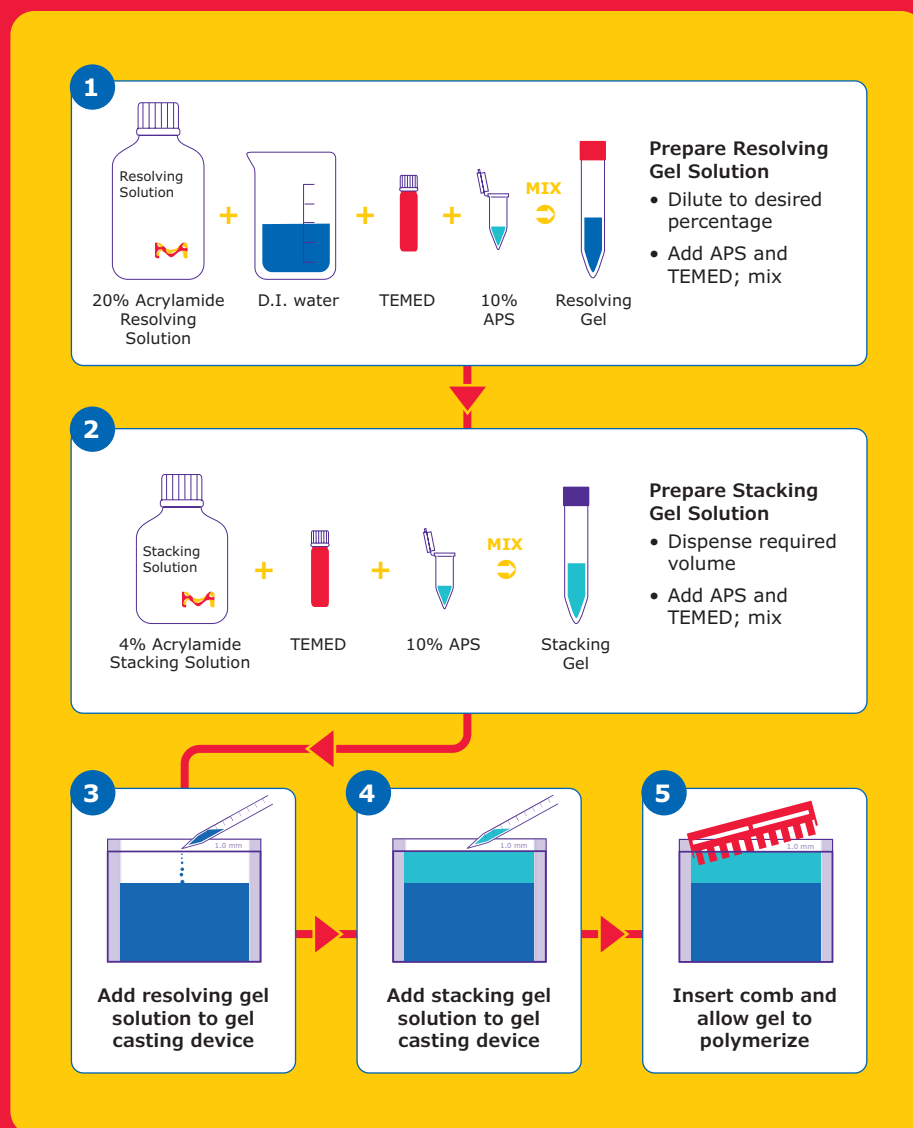 1
Resolving
Solution
+
+
+
MIX
20% Acrylamide
Resolving
Solution
D.I. water
TEMED
10%
APS
Resolving
Gel
Prepare Resolving
Gel Solution
• Dilute to desired
percentage
• Add APS and
TEMED; mix
2
Stacking
Solution
+
+
MIX
4% Acrylamide
Stacking Solution
TEMED
10% APS
Stacking
Gel
Prepare Stacking
Gel Solution
• Dispense required
volume
• Add APS and
TEMED; mix
3
1.0 mm
Add resolving gel
solution to gel
casting device
4
1.0 mm
Add stacking gel
solution to gel
casting device
5
1.0 mm
Insert comb and
allow gel to
polymerize